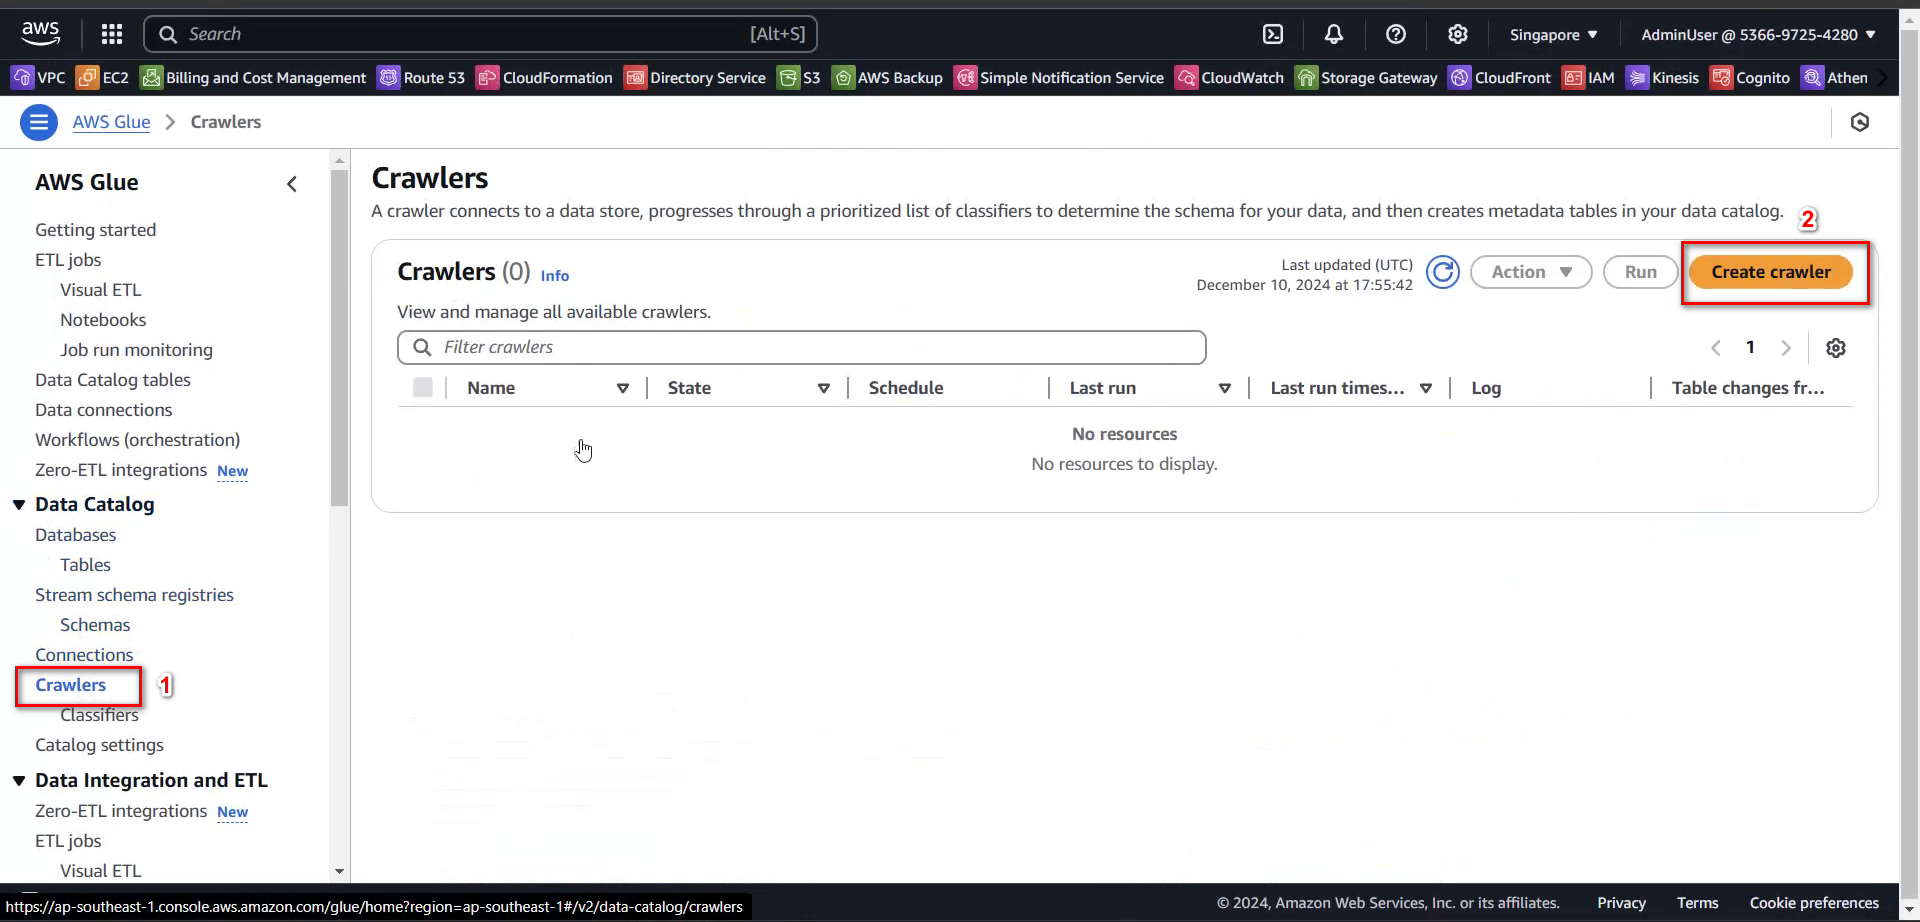 aws
Search [Alt+S] Singapore ▼ AdminUser @ 5366-9725-4280 ▼
VPC EC2 Billing and Cost Management Route 53 CloudFormation Directory Service S3 AWS Backup Simple Notification Service CloudWatch Storage Gateway CloudFront IAM Kinesis Cognito Athen
AWS Glue > Crawlers
AWS Glue
Getting started
ETL jobs
Visual ETL
Notebooks
Job run monitoring
Data Catalog tables
Data connections
Workflows (orchestration)
Zero-ETL integrations New
Data Catalog
Databases
Tables
Stream schema registries
Schemas
Connections
Crawlers 1
Classifiers
Catalog settings
Data Integration and ETL
Zero-ETL integrations New
ETL jobs
Visual ETL
Crawlers
A crawler connects to a data store, progresses through a prioritized list of classifiers to determine the schema for your data, and then creates metadata tables in your data catalog.
2
Crawlers (0) Info
Last updated (UTC)
December 10, 2024 at 17:55:42
Action ▼ Run Create crawler
View and manage all available crawlers.
Filter crawlers
< 1 >
Name State Schedule Last run Last run times... Log Table changes fr...
No resources
No resources to display.
https://ap-southeast-1.console.aws.amazon.com/glue/home?region=ap-southeast-1#/v2/data-catalog/crawlers
© 2024, Amazon Web Services, Inc. or its affiliates. Privacy Terms Cookie preferences